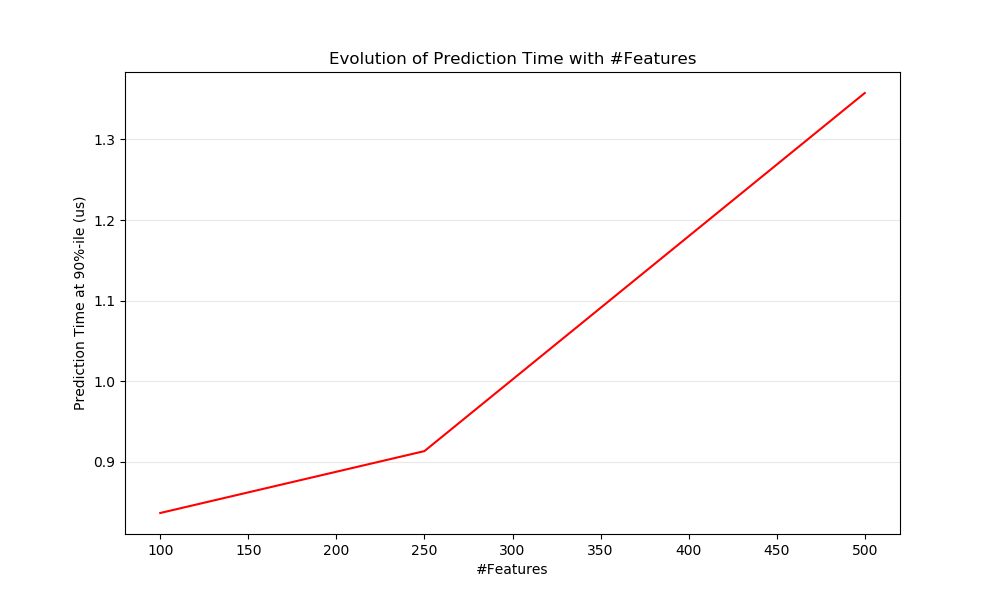 Evolution of Prediction Time with #Features
Prediction Time at 90%-ile (us)
1.3
1.2
1.1
1.0
0.9
100 150 200 250 300 350 400 450 500
#Features